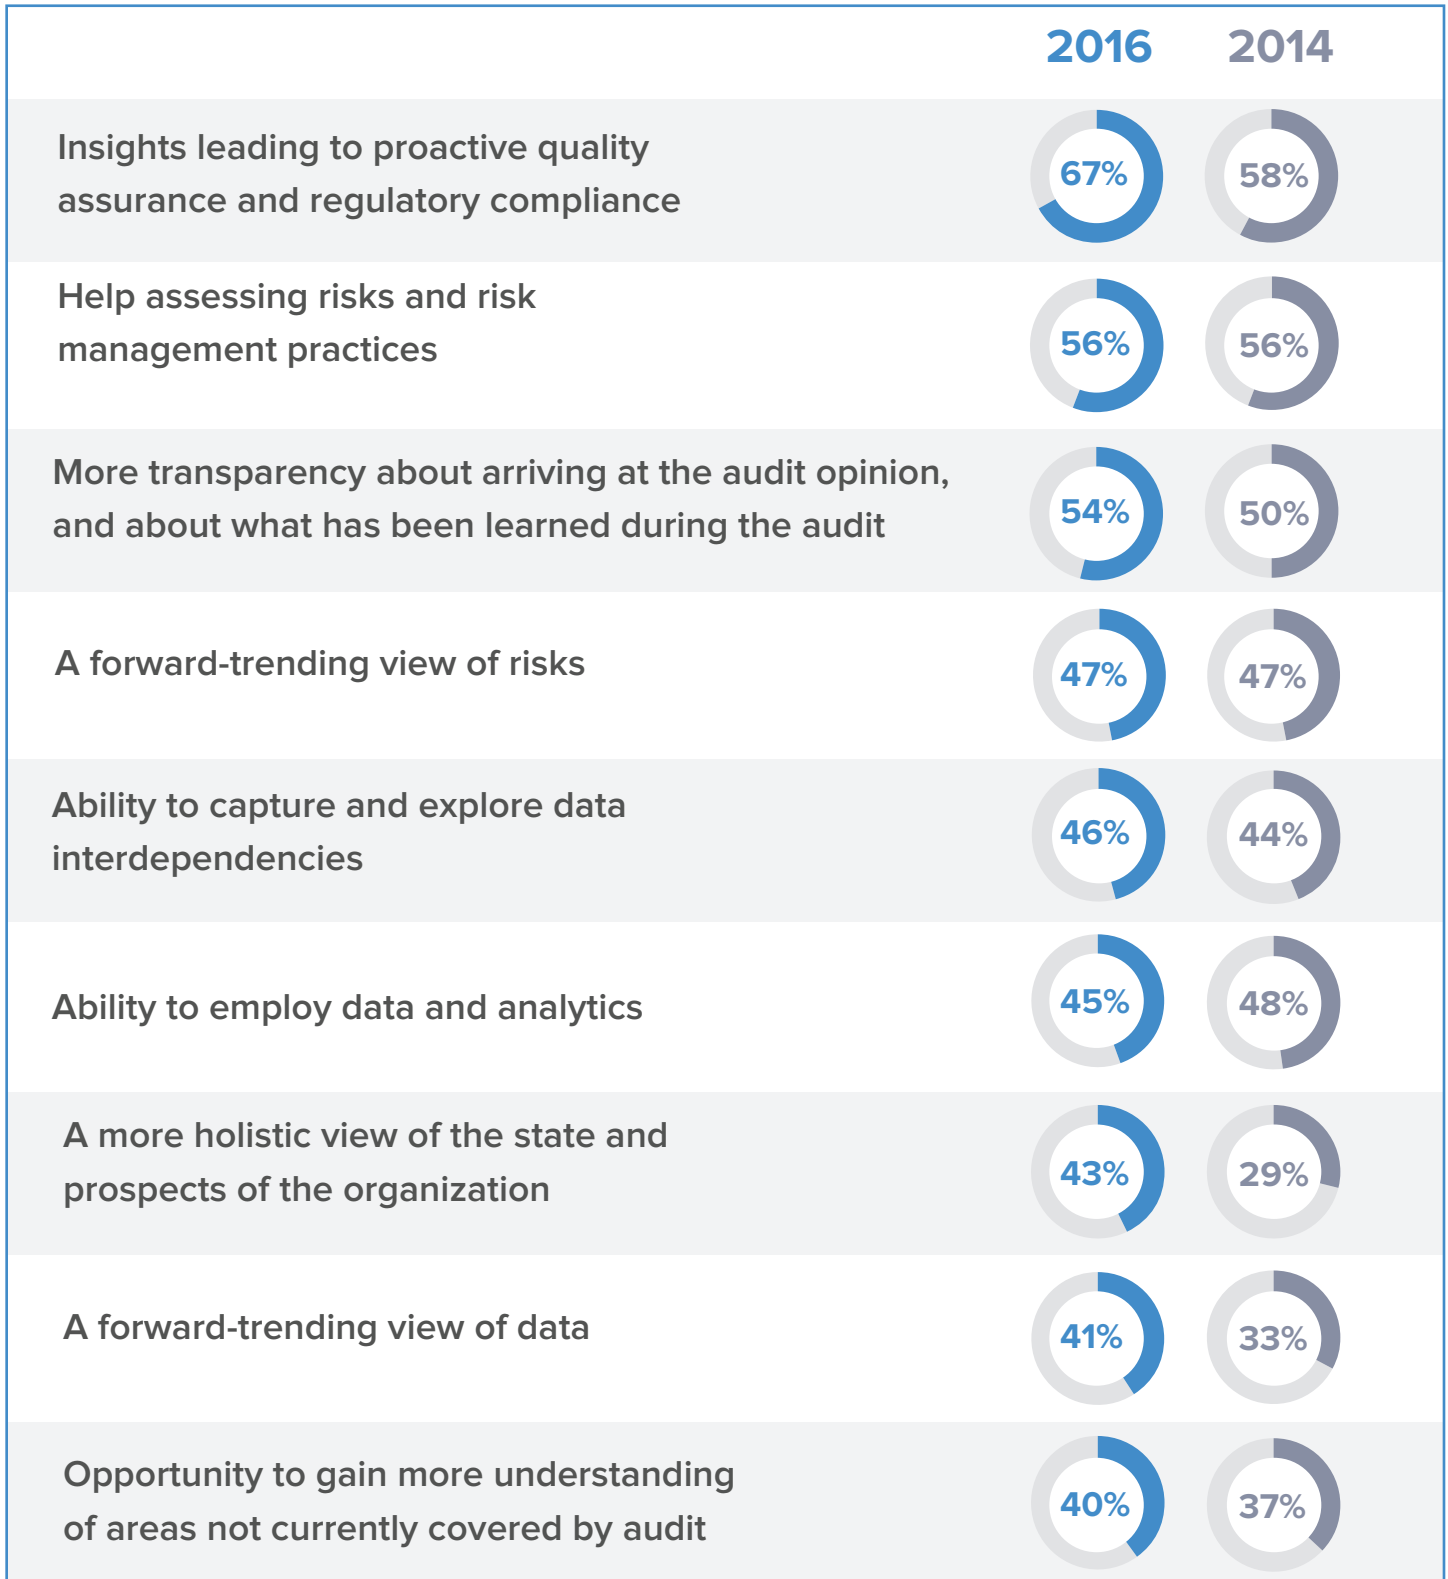 2016 2014
Insights leading to proactive quality
assurance and regulatory compliance
67% 58%
Help assessing risks and risk
management practices
56% 56%
More transparency about arriving at the audit opinion,
and about what has been learned during the audit
54% 50%
A forward-trending view of risks
47% 47%
Ability to capture and explore data
interdependencies
46% 44%
Ability to employ data and analytics
45% 48%
A more holistic view of the state and
prospects of the organization
43% 29%
A forward-trending view of data
41% 33%
Opportunity to gain more understanding
of areas not currently covered by audit
40% 37%